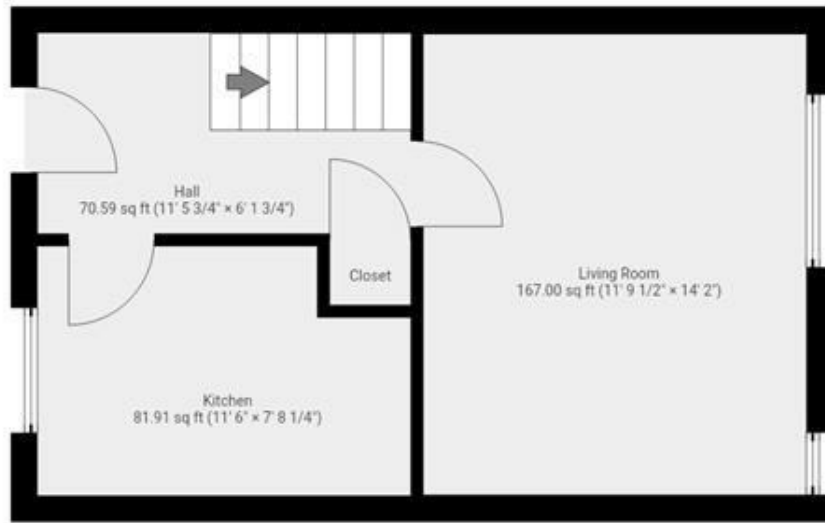 Hall
70.59 sq ft (11' 5 3/4" × 6' 1 3/4")
Closet
Living Room
167.00 sq ft (11' 9 1/2" × 14' 2")
Kitchen
81.91 sq ft (11' 6" × 7' 8 1/4")